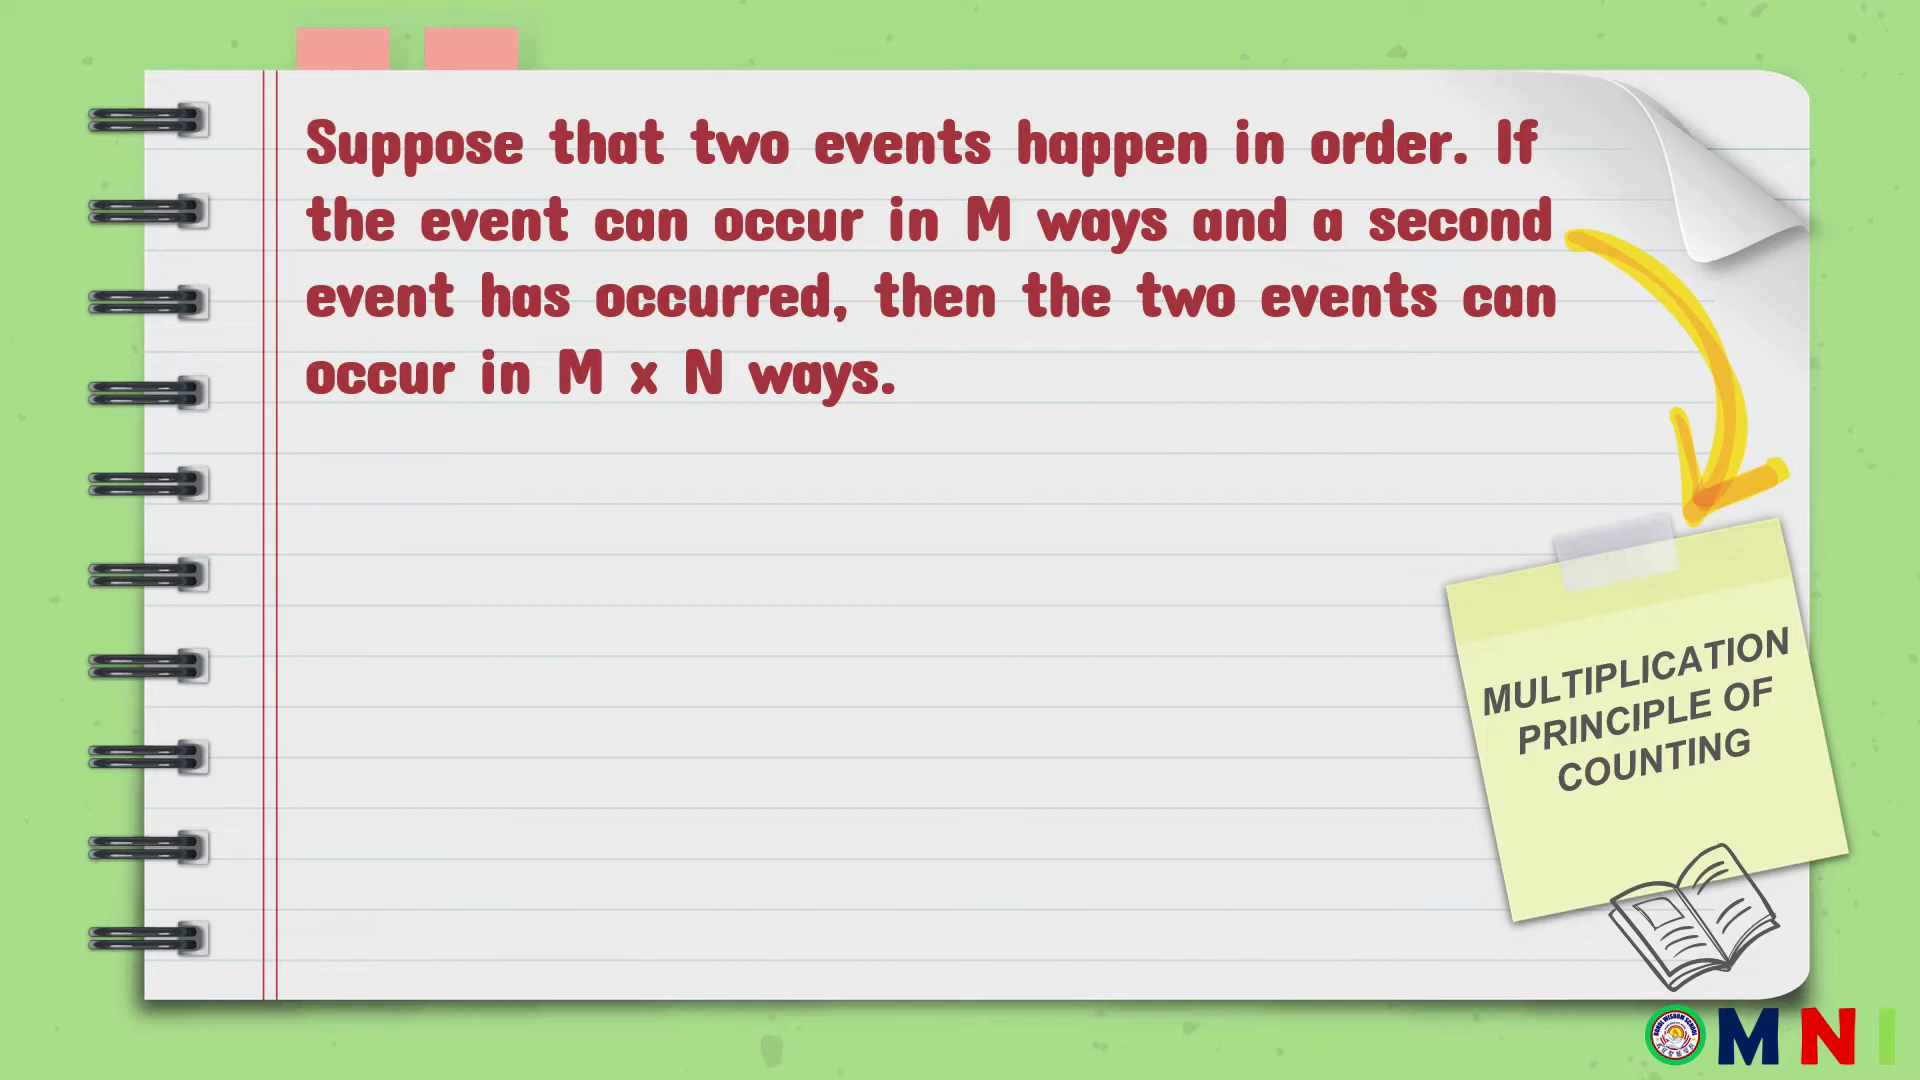 Suppose that two events happen in order. If
the event can occur in M ways and a second
event has occurred, then the two events can
occur in M x N ways.
MULTIPLICATION
PRINCIPLE OF
COUNTING
MNI